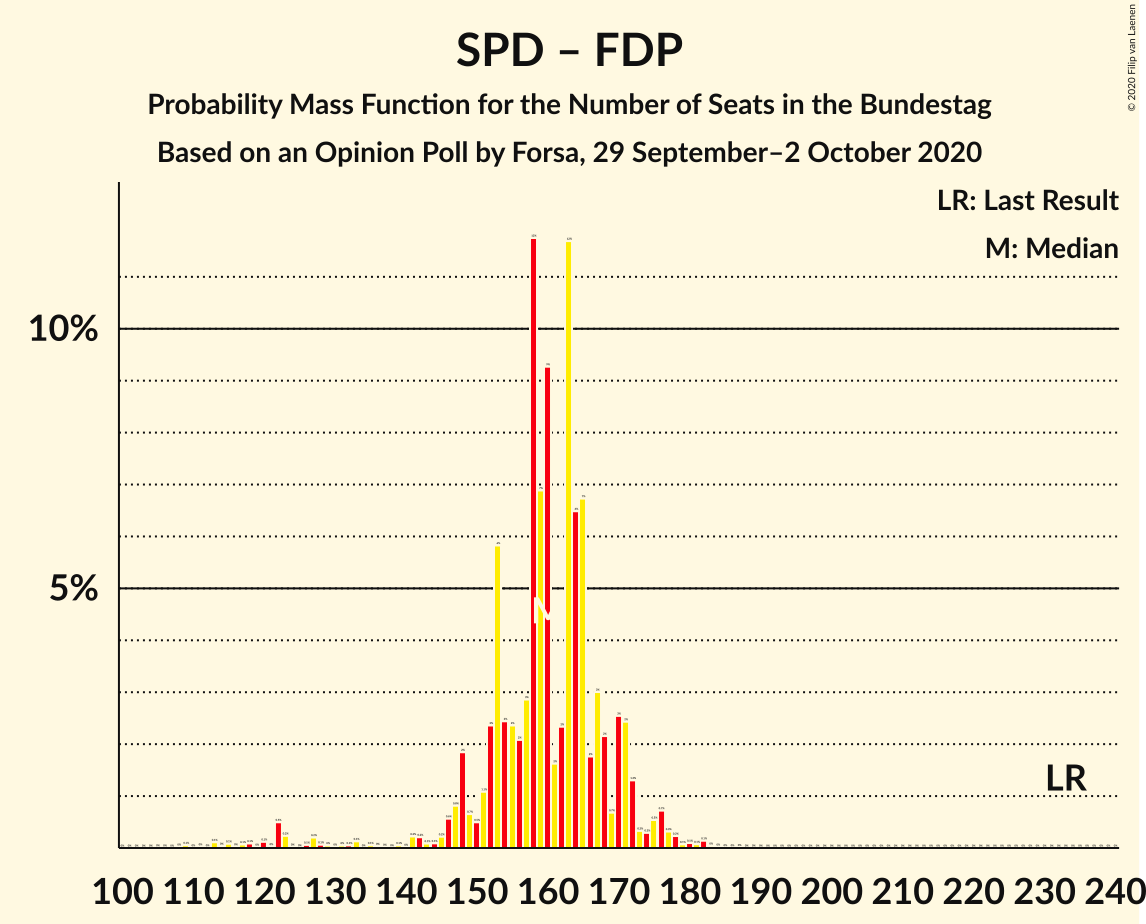 SPD – FDP
Probability Mass Function for the Number of Seats in the Bundestag
Based on an Opinion Poll by Forsa, 29 September–2 October 2020
© 2020 Filip van Laenen
LR: Last Result
M: Median
10%
5%
M
LR
100 110 120 130 140 150 160 170 180 190 200 210 220 230 240